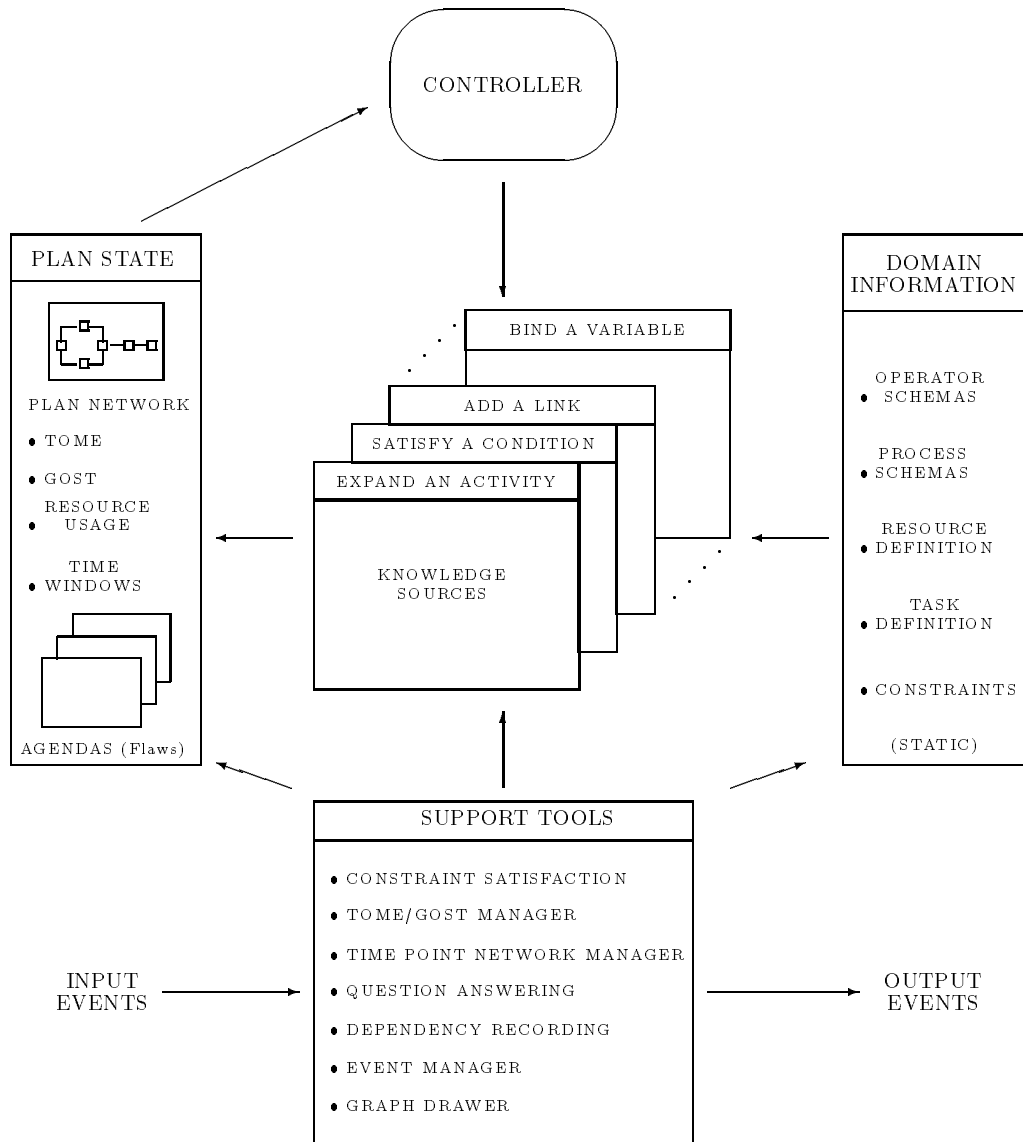 CONTROLLER
PLAN STATE
PLAN NETWORK
• TOME
• GOST
RESOURCE
• USAGE
TIME
• WINDOWS
AGENDAS (Flaws)
BIND A VARIABLE
ADD A LINK
SATISFY A CONDITION
EXPAND AN ACTIVITY
KNOWLEDGE
SOURCES
DOMAIN
INFORMATION
OPERATOR
• SCHEMAS
PROCESS
• SCHEMAS
RESOURCE
• DEFINITION
TASK
• DEFINITION
• CONSTRAINTS
(STATIC)
SUPPORT TOOLS
• CONSTRAINT SATISFACTION
• TOME/GOST MANAGER
• TIME POINT NETWORK MANAGER
• QUESTION ANSWERING
• DEPENDENCY RECORDING
• EVENT MANAGER
• GRAPH DRAWER
INPUT
EVENTS
OUTPUT
EVENTS